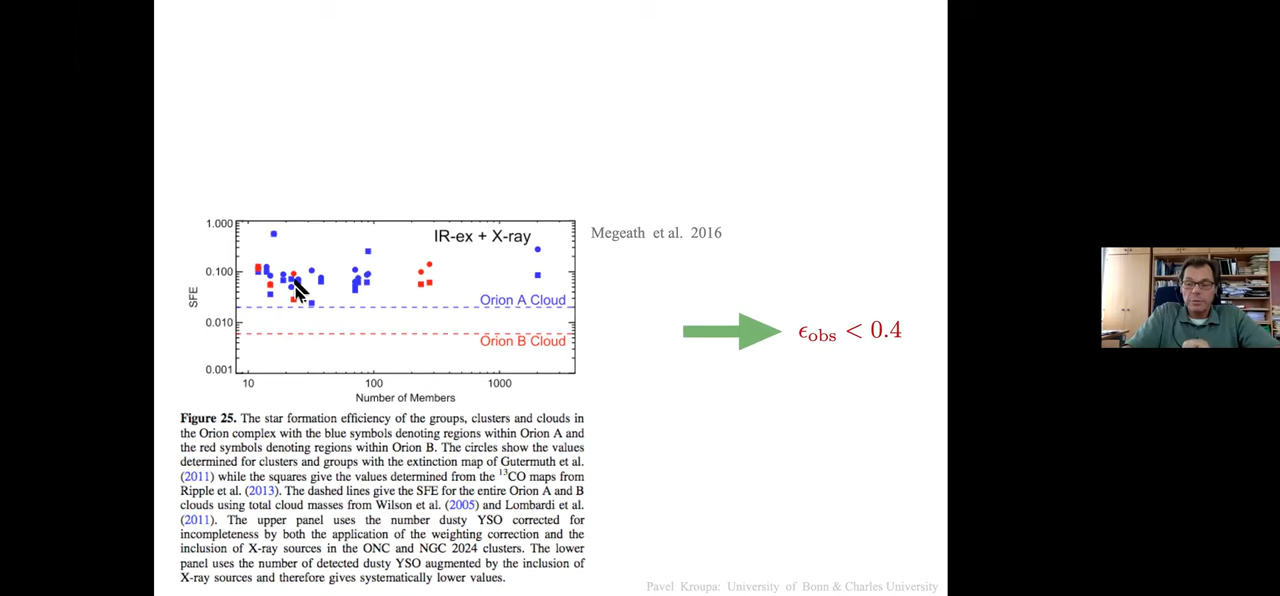 1.000
IR-ex + X-ray
Megeath et al. 2016
0.100
SFE
Orion A Cloud
0.010
Orion B Cloud
ϵobs < 0.4
0.001
10 100 1000
Number of Members
Figure 25. The star formation efficiency of the groups, clusters and clouds in
the Orion complex with the blue symbols denoting regions within Orion A and
the red symbols denoting regions within Orion B. The circles show the values
determined for clusters and groups with the extinction map of Gutermuth et al.
(2011) while the squares give the values determined from the ¹³CO maps from
Ripple et al. (2013). The dashed lines give the SFE for the entire Orion A and B
clouds using total cloud masses from Wilson et al. (2005) and Lombardi et al.
(2011). The upper panel uses the number dusty YSO corrected for
incompleteness by both the application of the weighting correction and the
inclusion of X-ray sources in the ONC and NGC 2024 clusters. The lower
panel uses the number of detected dusty YSO augmented by the inclusion of
X-ray sources and therefore gives systematically lower values.
Pavel Kroupa: University of Bonn & Charles University